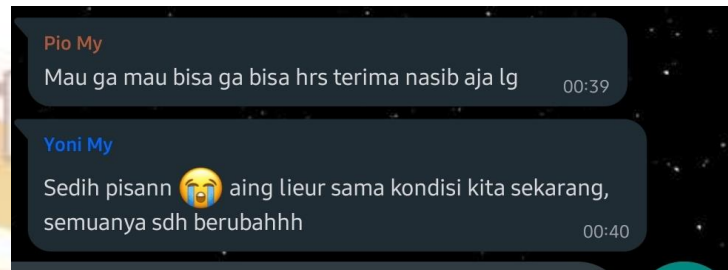 Pio My
Mau ga mau bisa ga bisa hrs terima nasib aja lg
00:39
Yoni My
Sedih pisann 😭 aing lieur sama kondisi kita sekarang,
semuanya sdh berubahhh
00:40